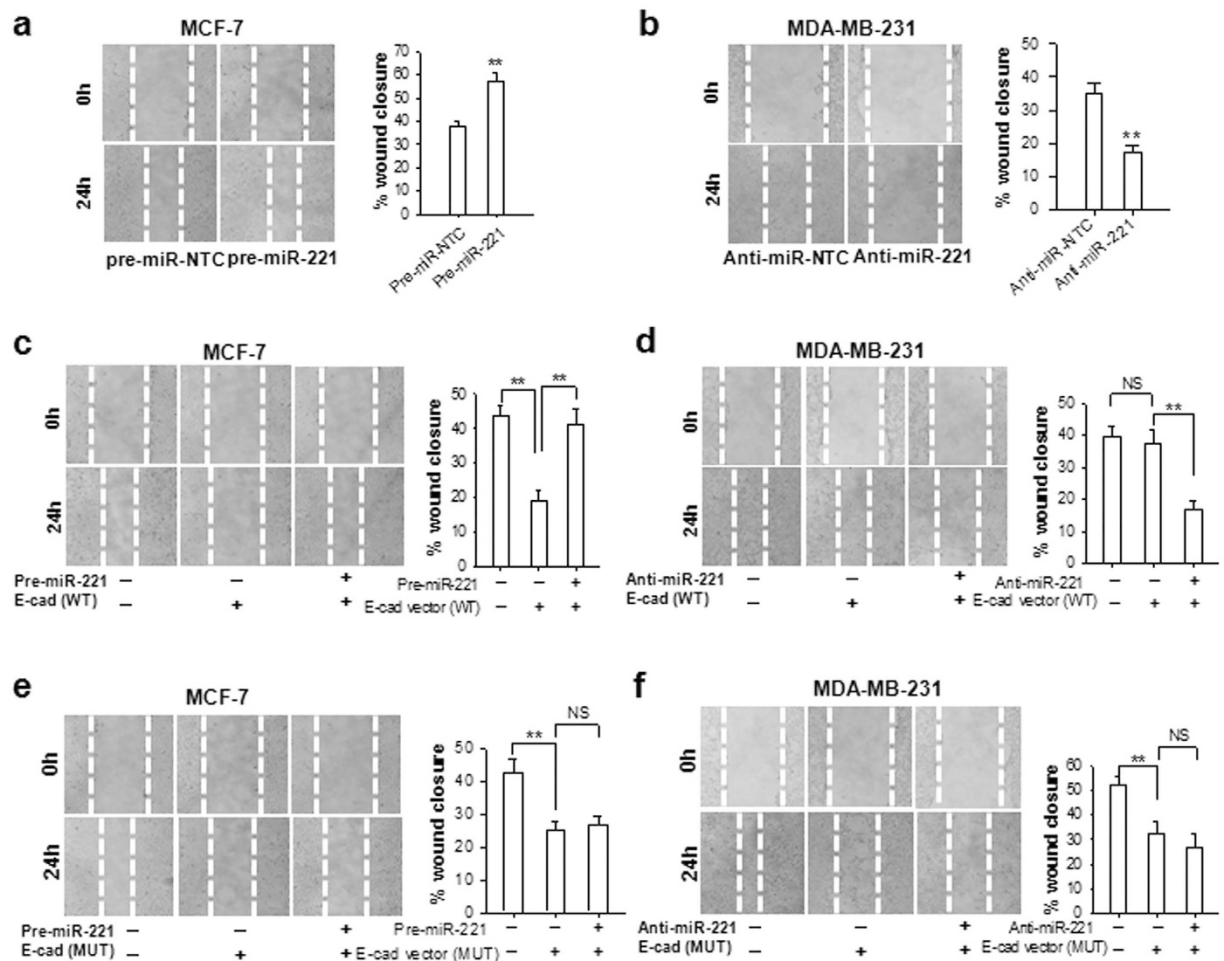 a
MCF-7
0h
24h
pre-miR-NTC pre-miR-221
% wound closure
70
60
50
40
30
20
10
0
**
Pre-miR-NTC
Pre-miR-221
b
MDA-MB-231
0h
24h
Anti-miR-NTC Anti-miR-221
% wound closure
50
40
30
20
10
0
**
Anti-miR-NTC
Anti-miR-221
c
MCF-7
0h
24h
Pre-miR-221 – – +
E-cad (WT) – + +
% wound closure
50
40
30
20
10
0
** **
Pre-miR-221 – – +
E-cad vector (WT) – + +
d
MDA-MB-231
0h
24h
Anti-miR-221 – – +
E-cad (WT) – + +
% wound closure
50
40
30
20
10
0
NS **
Anti-miR-221 – – +
E-cad vector (WT) – + +
e
MCF-7
0h
24h
Pre-miR-221 – – +
E-cad (MUT) – + +
% wound closure
50
40
30
20
10
0
** NS
Pre-miR-221 – – +
E-cad vector (MUT) – + +
f
MDA-MB-231
0h
24h
Anti-miR-221 – – +
E-cad (MUT) – + +
% wound closure
60
50
40
30
20
10
0
** NS
Anti-miR-221 – – +
E-cad vector (MUT) – + +